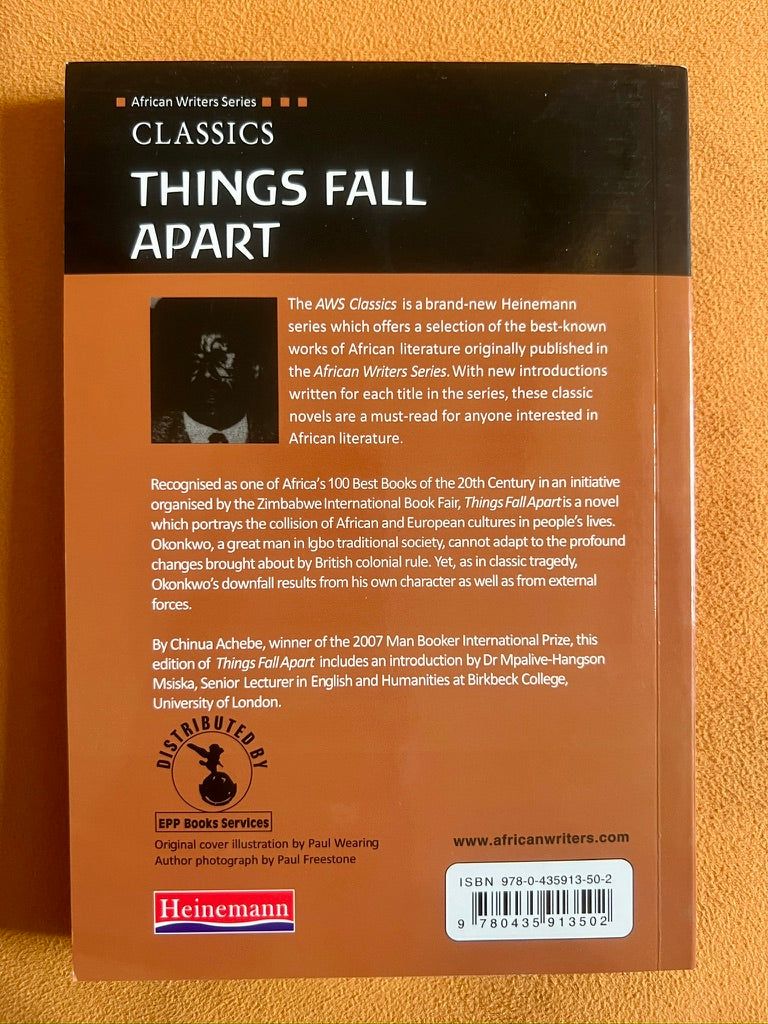 African Writers Series
CLASSICS
THINGS FALL
APART
The AWS Classics is a brand-new Heinemann
series which offers a selection of the best-known
works of African literature originally published in
the African Writers Series. With new introductions
written for each title in the series, these classic
novels are a must-read for anyone interested in
African literature.
Recognised as one of Africa's 100 Best Books of the 20th Century in an initiative
organised by the Zimbabwe International Book Fair, Things Fall Apart is a novel
which portrays the collision of African and European cultures in people's lives.
Okonkwo, a great man in Igbo traditional society, cannot adapt to the profound
changes brought about by British colonial rule. Yet, as in classic tragedy,
Okonkwo's downfall results from his own character as well as from external
forces.
By Chinua Achebe, winner of the 2007 Man Booker International Prize, this
edition of Things Fall Apart includes an introduction by Dr Mpalive-Hangson
Msiska, Senior Lecturer in English and Humanities at Birkbeck College,
University of London.
DISTRIBUTED BY
EPP Books Services
Original cover illustration by Paul Wearing
Author photograph by Paul Freestone
www.africanwriters.com
Heinemann
ISBN 978-0-435913-50-2
9 780435 913502